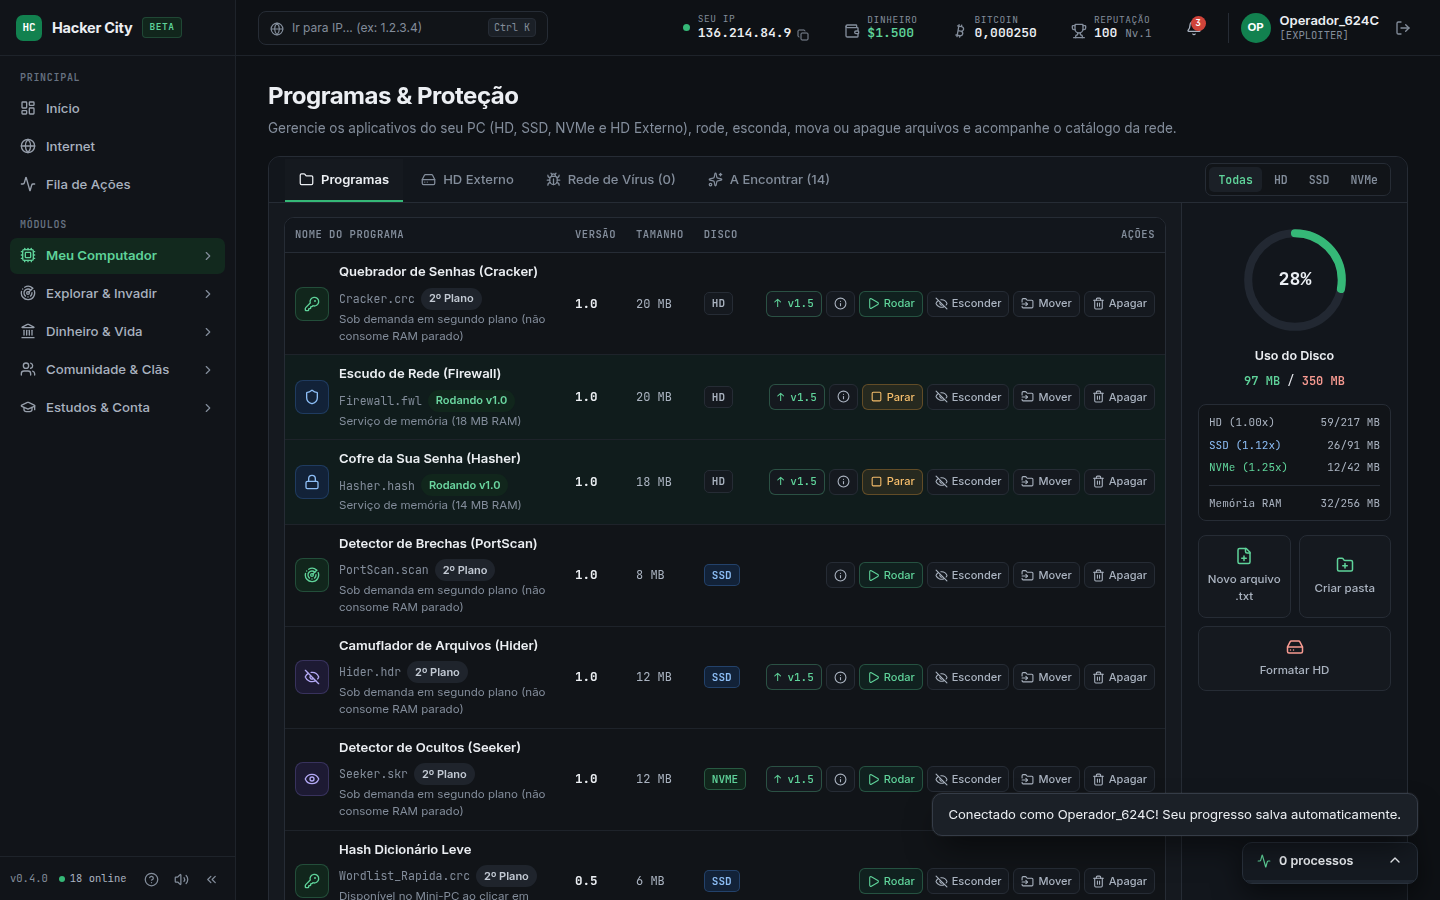 HC Hacker City BETA
Ir para IP... (ex: 1.2.3.4) Ctrl K
SEU IP
136.214.84.9
DINHEIRO
$1.500
BITCOIN
0,000250
REPUTAÇÃO
100 Nv.1
3
OP
Operador_624C
[EXPLOITER]
PRINCIPAL
Início
Internet
Fila de Ações
MÓDULOS
Meu Computador
Explorar & Invadir
Dinheiro & Vida
Comunidade & Clãs
Estudos & Conta
v0.4.0 18 online
Programas & Proteção
Gerencie os aplicativos do seu PC (HD, SSD, NVMe e HD Externo), rode, esconda, mova ou apague arquivos e acompanhe o catálogo da rede.
Programas HD Externo Rede de Vírus (0) A Encontrar (14)
Todas HD SSD NVMe
NOME DO PROGRAMA VERSÃO TAMANHO DISCO AÇÕES
Quebrador de Senhas (Cracker)
Cracker.crc 2º Plano
Sob demanda em segundo plano (não
consome RAM parado)
1.0 20 MB HD ↑ v1.5 Rodar Esconder Mover Apagar
Escudo de Rede (Firewall)
Firewall.fwl Rodando v1.0
Serviço de memória (18 MB RAM)
1.0 20 MB HD ↑ v1.5 Parar Esconder Mover Apagar
Cofre da Sua Senha (Hasher)
Hasher.hash Rodando v1.0
Serviço de memória (14 MB RAM)
1.0 18 MB HD ↑ v1.5 Parar Esconder Mover Apagar
Detector de Brechas (PortScan)
PortScan.scan 2º Plano
Sob demanda em segundo plano (não
consome RAM parado)
1.0 8 MB SSD Rodar Esconder Mover Apagar
Camuflador de Arquivos (Hider)
Hider.hdr 2º Plano
Sob demanda em segundo plano (não
consome RAM parado)
1.0 12 MB SSD ↑ v1.5 Rodar Esconder Mover Apagar
Detector de Ocultos (Seeker)
Seeker.skr 2º Plano
Sob demanda em segundo plano (não
consome RAM parado)
1.0 12 MB NVME ↑ v1.5 Rodar Esconder Mover Apagar
Hash Dicionário Leve
Wordlist_Rapida.crc 2º Plano
Disponível no Mini-PC ao clicar em
0.5 6 MB SSD Rodar Esconder Mover Apagar
28%
Uso do Disco
97 MB / 350 MB
HD (1.00x) 59/217 MB
SSD (1.12x) 26/91 MB
NVMe (1.25x) 12/42 MB
Memória RAM 32/256 MB
Novo arquivo
.txt
Criar pasta
Formatar HD
Conectado como Operador_624C! Seu progresso salva automaticamente.
0 processos